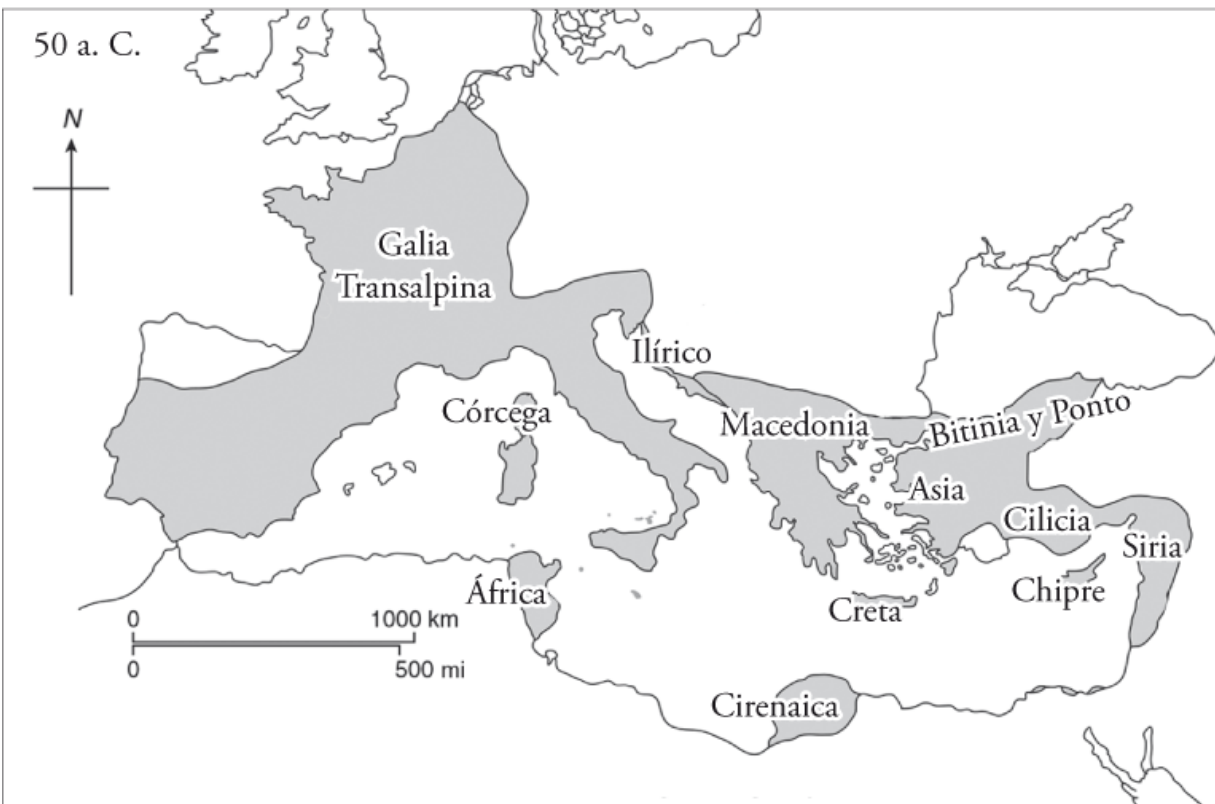 50 a. C.
N
Galia
Transalpina
Ilírico
Córcega
Macedonia
Bitinia y Ponto
Asia
Cilicia
Siria
África
Chipre
Creta
0 1000 km
0 500 mi
Cirenaica